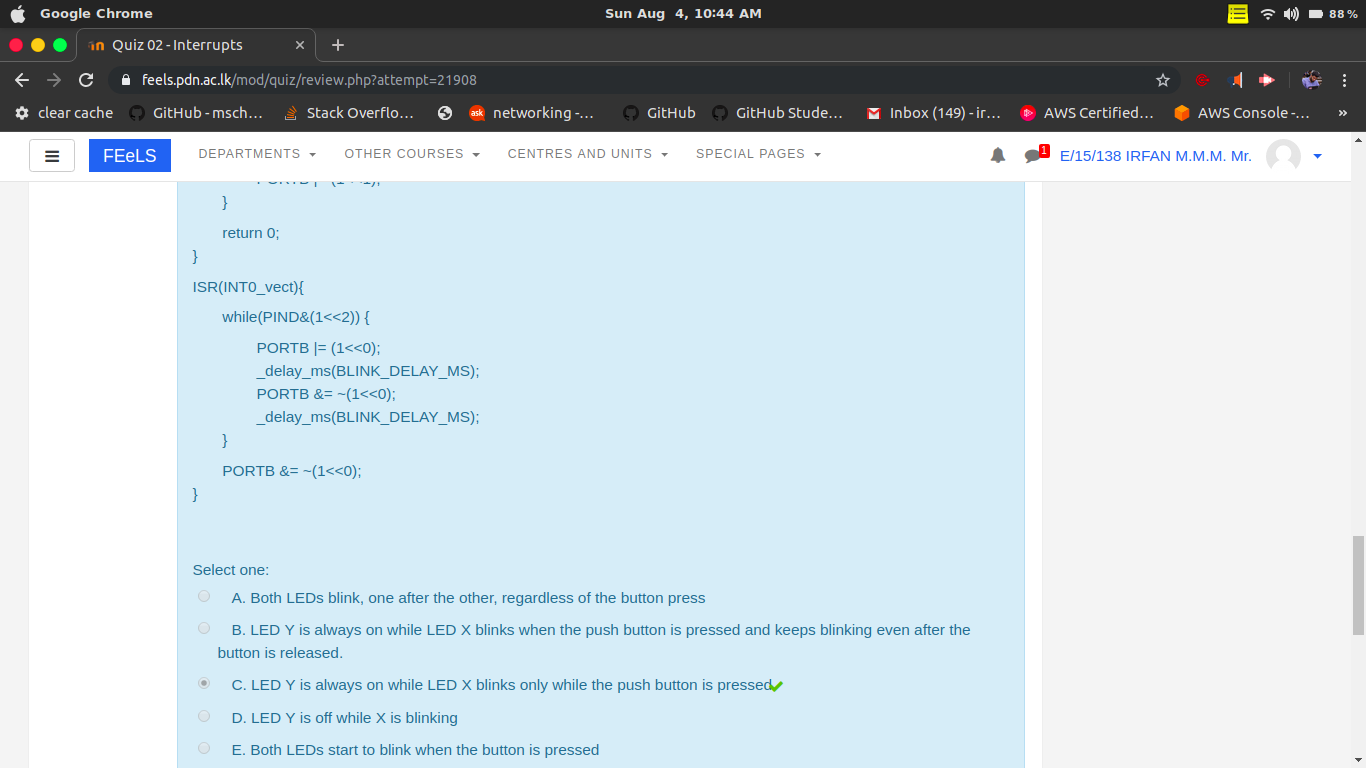 Google Chrome
Sun Aug 4, 10:44 AM
88 %
Quiz 02 - Interrupts
feels.pdn.ac.lk/mod/quiz/review.php?attempt=21908
clear cache
GitHub - msch...
Stack Overflo...
ask
networking -...
GitHub
GitHub Stude...
Inbox (149) - ir...
AWS Certified...
AWS Console -...
»
FEeLS
DEPARTMENTS
OTHER COURSES
CENTRES AND UNITS
SPECIAL PAGES
1
E/15/138 IRFAN M.M.M. Mr.
}
return 0;
}
ISR(INT0_vect){
while(PIND&(1<<2)) {
PORTB |= (1<<0);
_delay_ms(BLINK_DELAY_MS);
PORTB &= ~(1<<0);
_delay_ms(BLINK_DELAY_MS);
}
PORTB &= ~(1<<0);
}
Select one:
A. Both LEDs blink, one after the other, regardless of the button press
B. LED Y is always on while LED X blinks when the push button is pressed and keeps blinking even after the
button is released.
C. LED Y is always on while LED X blinks only while the push button is pressed
D. LED Y is off while X is blinking
E. Both LEDs start to blink when the button is pressed